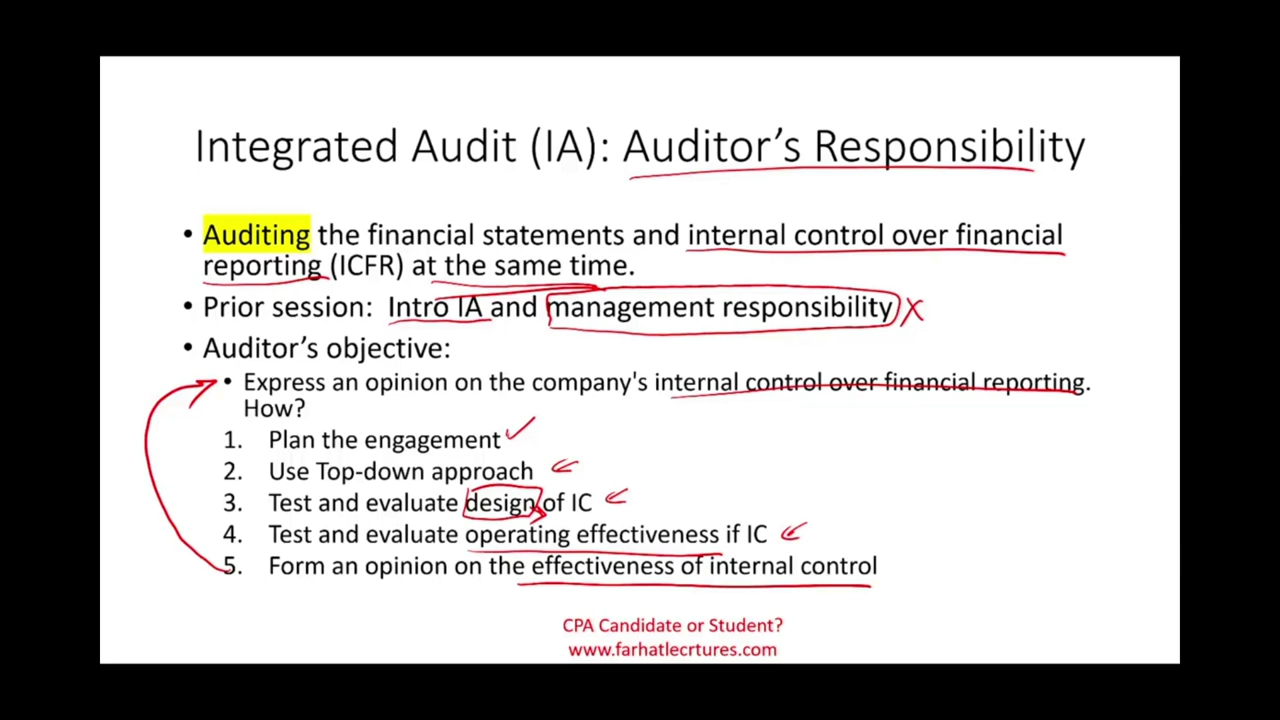 Integrated Audit (IA): Auditor's Responsibility
• Auditing the financial statements and internal control over financial
reporting (ICFR) at the same time.
• Prior session: Intro IA and management responsibility X
• Auditor's objective:
• Express an opinion on the company's internal control over financial reporting.
How?
1. Plan the engagement
2. Use Top-down approach
3. Test and evaluate design of IC
4. Test and evaluate operating effectiveness if IC
5. Form an opinion on the effectiveness of internal control
CPA Candidate or Student?
www.farhatlecrtures.com